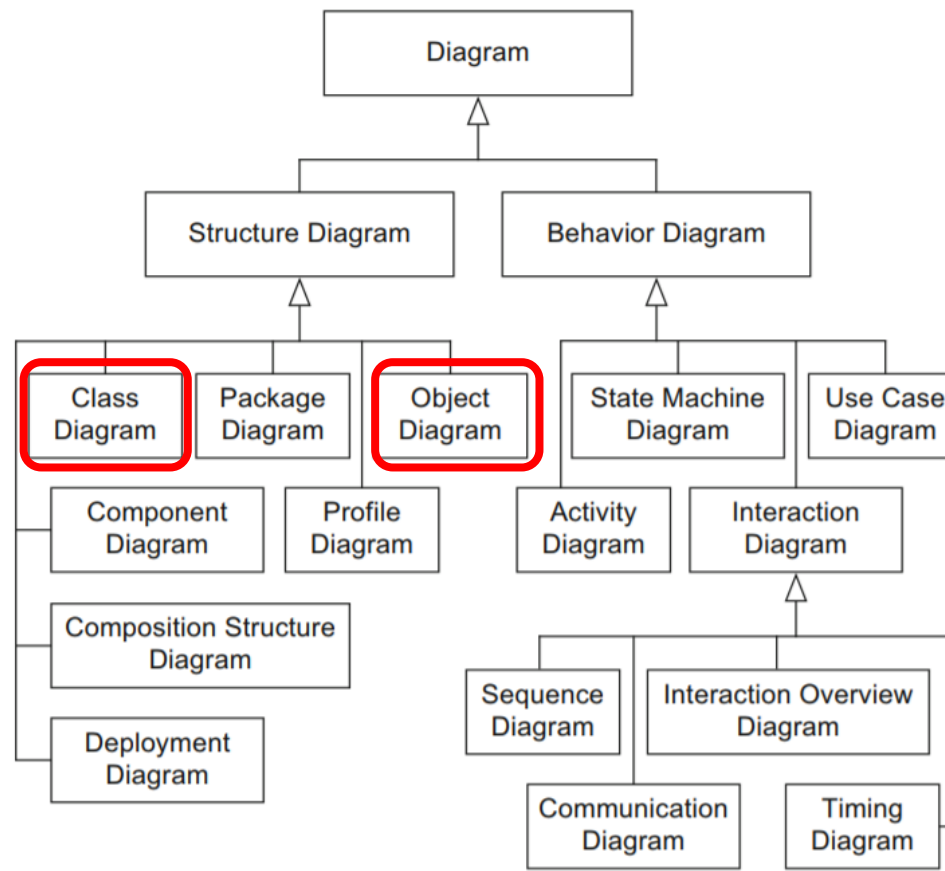 Diagram
Structure Diagram
Behavior Diagram
Class
Diagram
Package
Diagram
Object
Diagram
State Machine
Diagram
Use Case
Diagram
Component
Diagram
Profile
Diagram
Activity
Diagram
Interaction
Diagram
Composition Structure
Diagram
Sequence
Diagram
Interaction Overview
Diagram
Deployment
Diagram
Communication
Diagram
Timing
Diagram